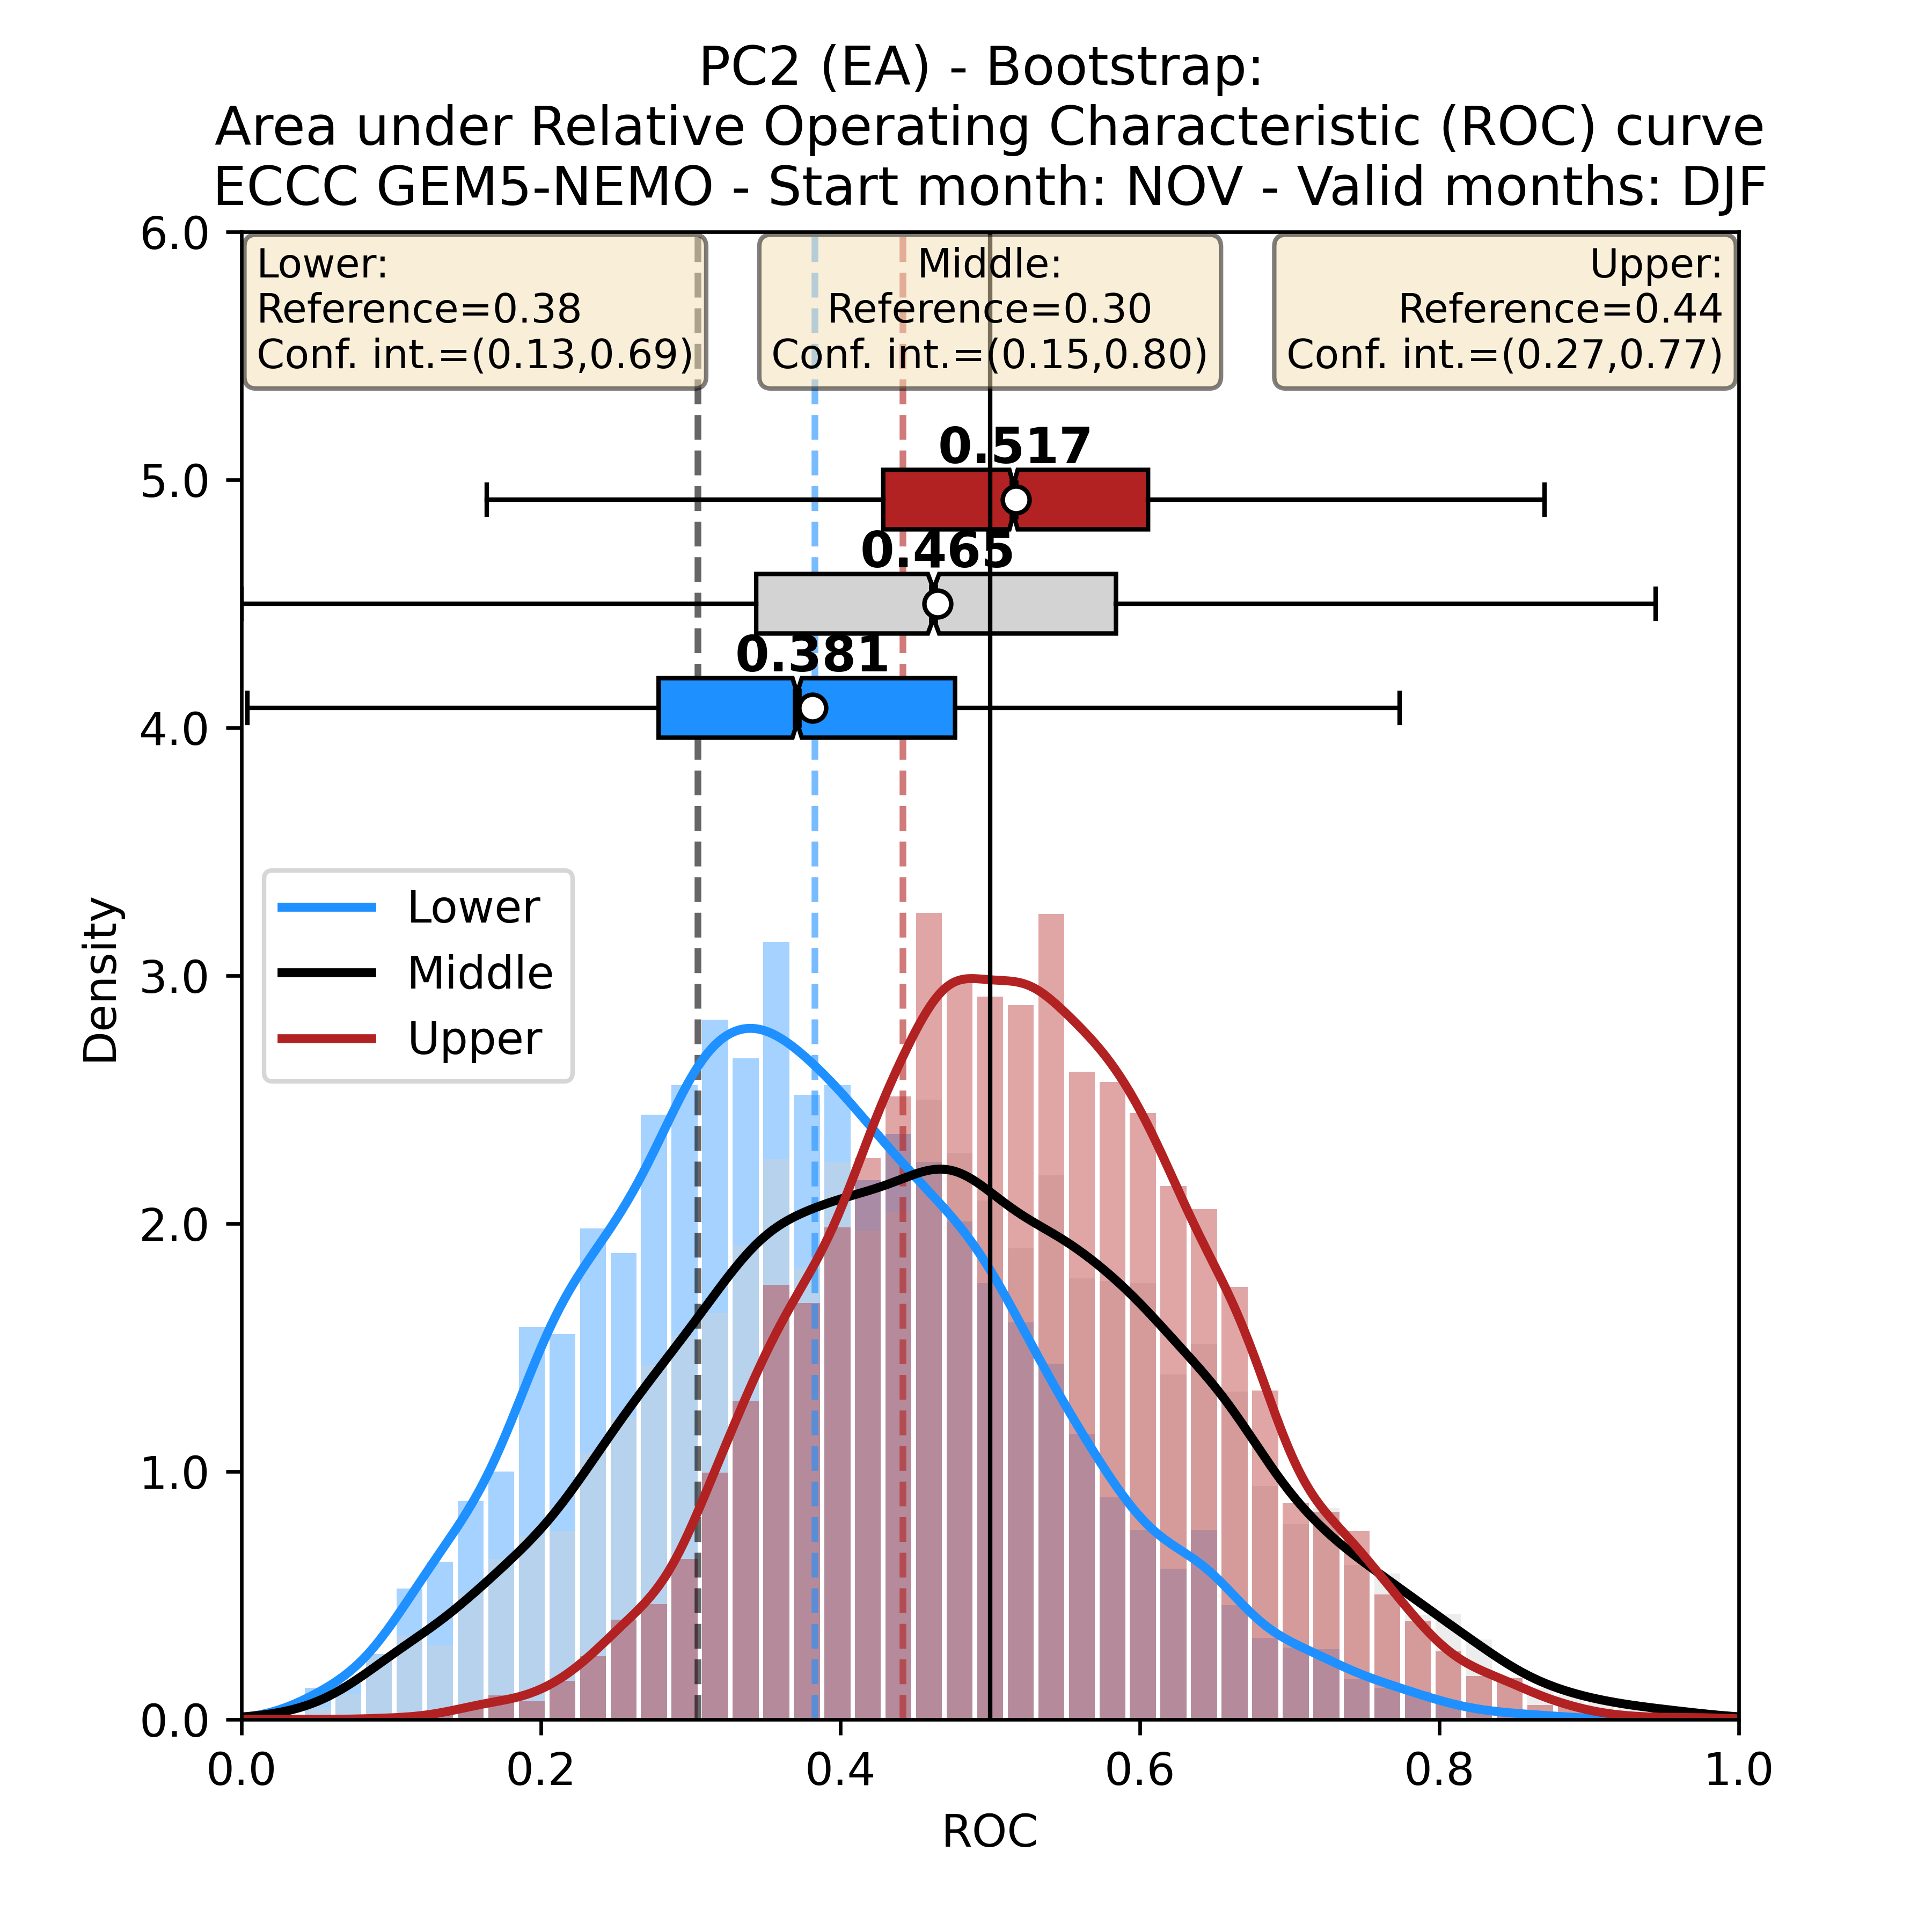 PC2 (EA) - Bootstrap:
Area under Relative Operating Characteristic (ROC) curve
ECCC GEM5-NEMO - Start month: NOV - Valid months: DJF
Lower:
Reference=0.38
Conf. int.=(0.13,0.69)
Middle:
Reference=0.30
Conf. int.=(0.15,0.80)
Upper:
Reference=0.44
Conf. int.=(0.27,0.77)
0.517
0.465
0.381
Lower
Middle
Upper
Density
6.0
5.0
4.0
3.0
2.0
1.0
0.0
0.0 0.2 0.4 0.6 0.8 1.0
ROC